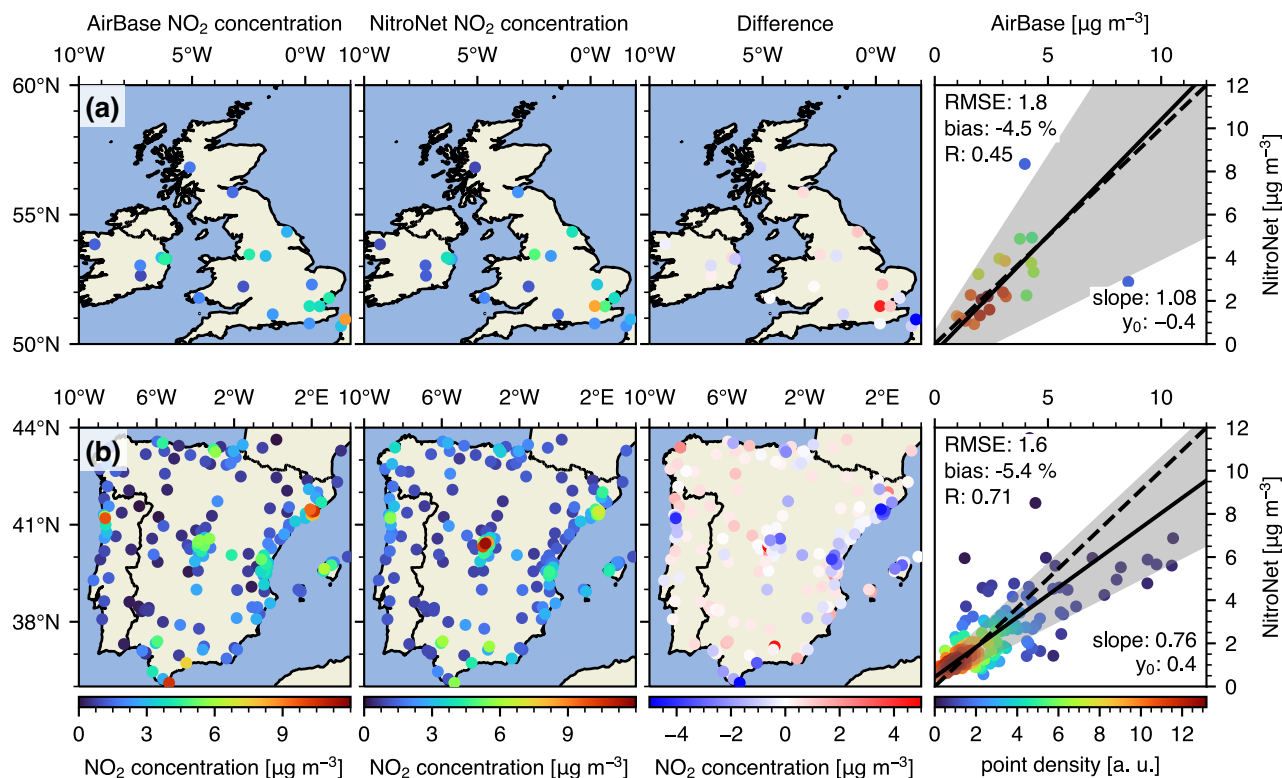 AirBase NO₂ concentration NitroNet NO₂ concentration Difference AirBase [µg m⁻³]
10°W 5°W 0°W 10°W 5°W 0°W 5°W 0°W 0 5 10
60°N 55°N 50°N
(a)
RMSE: 1.8
bias: -4.5 %
R: 0.45
slope: 1.08
y₀: −0.4
12 10 8 6 4 2 0
NitroNet [µg m⁻³]
10°W 6°W 2°W 2°E 10°W 6°W 2°W 2°E 10°W 6°W 2°W 2°E 0 5 10
44°N 41°N 38°N
(b)
RMSE: 1.6
bias: -5.4 %
R: 0.71
slope: 0.76
y₀: 0.4
12 10 8 6 4 2 0
NitroNet [µg m⁻³]
0 3 6 9 0 3 6 9 −4 −2 0 2 4 0 2 4 6 8 10 12
NO₂ concentration [µg m⁻³] NO₂ concentration [µg m⁻³] NO₂ concentration [µg m⁻³] point density [a. u.]